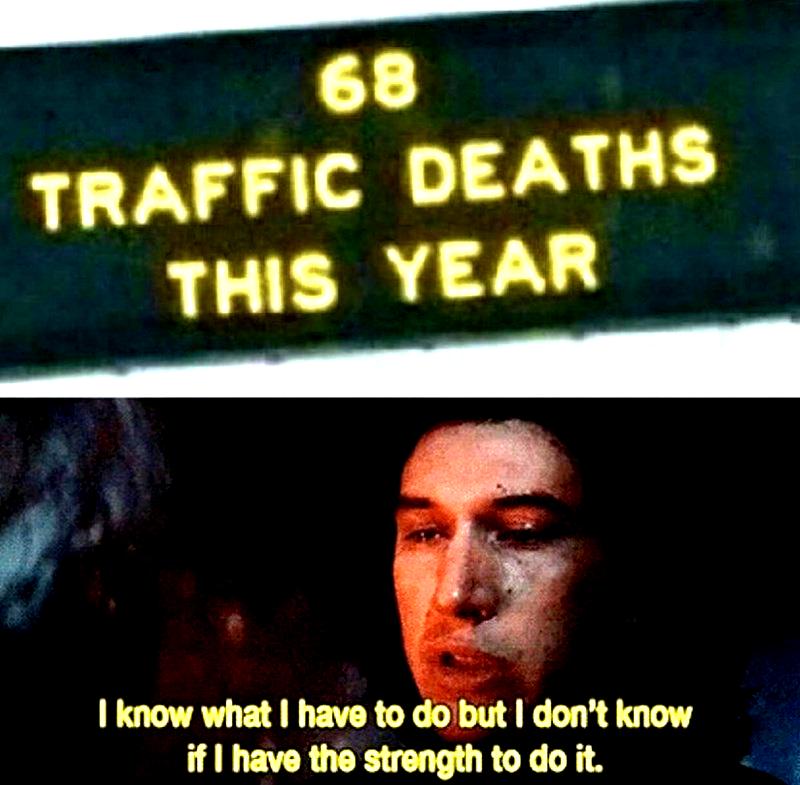 68
TRAFFIC DEATHS
THIS YEAR
I know what I have to do but I don't know
if I have the strength to do it.